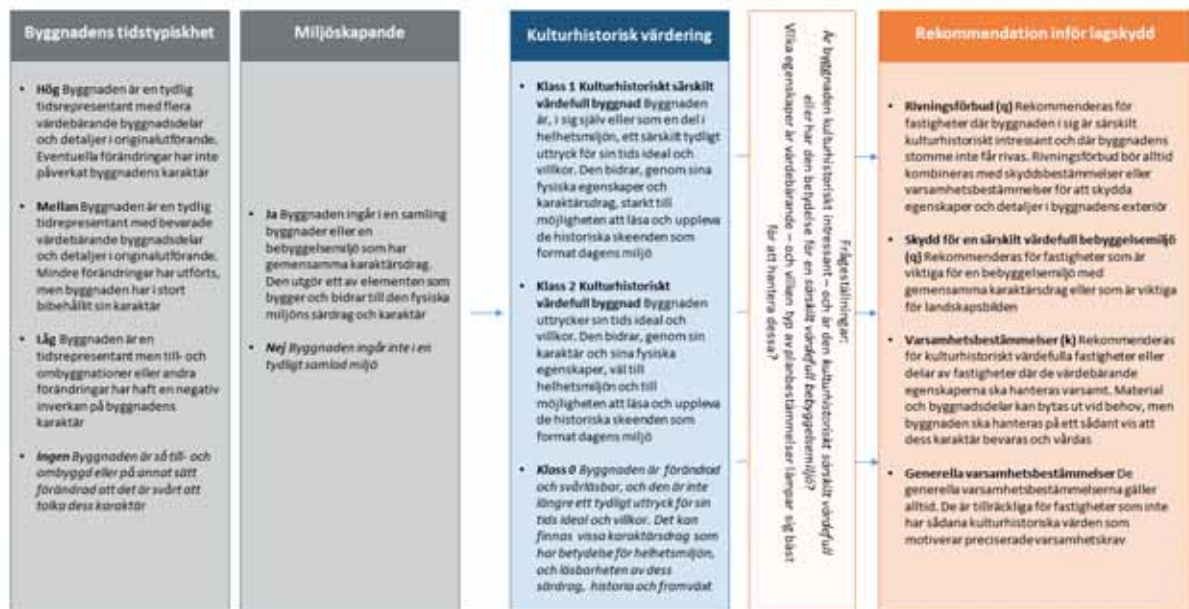 Byggnadens tidstypiskhet
• Hög Byggnaden är en tydlig
tidsrepresentant med flera
värdebärande byggnadsdelar
och detaljer i originalutförande.
Eventuella förändringar har inte
påverkat byggnadens karaktär
• Mellan Byggnaden är en tydlig
tidrepresentant med bevarade
värdebärande byggnadsdelar
och detaljer i originalutförande.
Mindre förändringar har utförts,
men byggnaden har i stort
bibehållit sin karaktär
• Låg Byggnaden är en
tidsrepresentant men till- och
ombyggnationer eller andra
förändringar har haft en negativ
inverkan på byggnadens
karaktär
• Ingen Byggnaden är så till- och
ombyggd eller på annat sätt
förändrad att det är svårt att
tolka dess karaktär
Miljöskapande
• Ja Byggnaden ingår i en samling
byggnader eller en
bebyggelsemiljö som har
gemensamma karaktärsdrag.
Den utgör ett av elementen som
bygger och bidrar till den fysiska
miljöns särdrag och karaktär
• Nej Byggnaden ingår inte i en
tydligt samlad miljö
Kulturhistorisk värdering
• Klass 1 Kulturhistoriskt särskilt
värdefull byggnad Byggnaden
är, i sig själv eller som en del i
helhetsmiljön, ett särskilt tydligt
uttryck för sin tids ideal och
villkor. Den bidrar, genom sina
fysiska egenskaper och
karaktärsdrag, starkt till
möjligheten att läsa och uppleva
de historiska skeenden som
format dagens miljö
• Klass 2 Kulturhistoriskt
värdefull byggnad Byggnaden
uttrycker sin tids ideal och
villkor. Den bidrar, genom sin
karaktär och sina fysiska
egenskaper, väl till
helhetsmiljön och till
möjligheten att läsa och uppleva
de historiska skeenden som
format dagens miljö
• Klass 0 Byggnaden är förändrad
och svårläsbar, och den är inte
längre ett tydligt uttryck för sin
tids ideal och villkor. Det kan
finnas vissa karaktärsdrag som
har betydelse för helhetsmiljön,
och läsbarheten av dess
särdrag, historia och framväxt
Frågeställningar:
Är byggnaden kulturhistoriskt intressant – och är den kulturhistoriskt särskilt värdefull
eller har den betydelse för en särskilt värdefull bebyggelsemiljö?
Vilka egenskaper är värdebärande – och vilken typ av planbestämmelser lämpar sig bäst
för att hantera dessa?
Rekommendation inför lagskydd
• Rivningsförbud (q) Rekommenderas för
fastigheter där byggnaden i sig är särskilt
kulturhistoriskt intressant och där byggnadens
stomme inte får rivas. Rivningsförbud bör alltid
kombineras med skyddsbestämmelser eller
varsamhetsbestämmelser för att skydda
egenskaper och detaljer i byggnadens exteriör
• Skydd för en särskilt värdefull bebyggelsemiljö
(q) Rekommenderas för fastigheter som är
viktiga för en bebyggelsemiljö med
gemensamma karaktärsdrag eller som är viktiga
för landskapsbilden
• Varsamhetsbestämmelser (k) Rekommenderas
för kulturhistoriskt värdefulla fastigheter eller
delar av fastigheter där de värdebärande
egenskaperna ska hanteras varsamt. Material
och byggnadsdelar kan bytas ut vid behov, men
byggnaden ska hanteras på ett sådant vis att
dess karaktär bevaras och vårdas
• Generella varsamhetsbestämmelser De
generella varsamhetsbestämmelserna gäller
alltid. De är tillräckliga för fastigheter som inte
har sådana kulturhistoriska värden som
motiverar preciserade varsamhetskrav